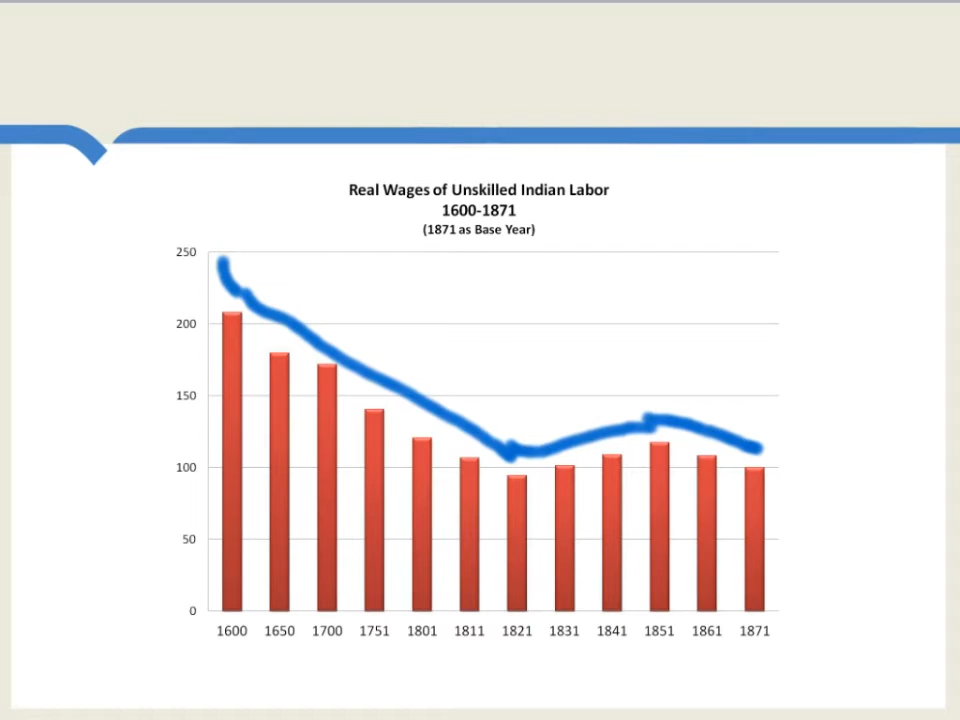 Real Wages of Unskilled Indian Labor
1600-1871
(1871 as Base Year)
250
200
150
100
50
0
1600 1650 1700 1751 1801 1811 1821 1831 1841 1851 1861 1871